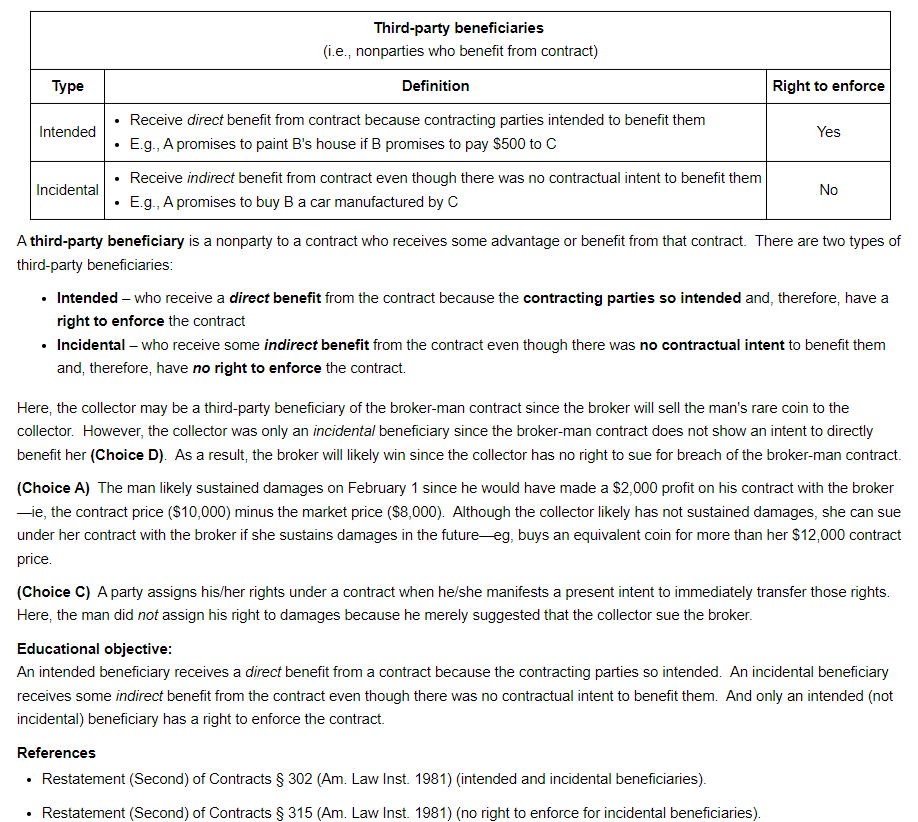 Third-party beneficiaries
(i.e., nonparties who benefit from contract)
Type Definition Right to enforce
Intended
• Receive direct benefit from contract because contracting parties intended to benefit them
• E.g., A promises to paint B's house if B promises to pay $500 to C
Yes
Incidental
• Receive indirect benefit from contract even though there was no contractual intent to benefit them
• E.g., A promises to buy B a car manufactured by C
No
A third-party beneficiary is a nonparty to a contract who receives some advantage or benefit from that contract. There are two types of
third-party beneficiaries:
• Intended – who receive a direct benefit from the contract because the contracting parties so intended and, therefore, have a
right to enforce the contract
• Incidental – who receive some indirect benefit from the contract even though there was no contractual intent to benefit them
and, therefore, have no right to enforce the contract.
Here, the collector may be a third-party beneficiary of the broker-man contract since the broker will sell the man's rare coin to the
collector. However, the collector was only an incidental beneficiary since the broker-man contract does not show an intent to directly
benefit her (Choice D). As a result, the broker will likely win since the collector has no right to sue for breach of the broker-man contract.
(Choice A) The man likely sustained damages on February 1 since he would have made a $2,000 profit on his contract with the broker
—ie, the contract price ($10,000) minus the market price ($8,000). Although the collector likely has not sustained damages, she can sue
under her contract with the broker if she sustains damages in the future—eg, buys an equivalent coin for more than her $12,000 contract
price.
(Choice C) A party assigns his/her rights under a contract when he/she manifests a present intent to immediately transfer those rights.
Here, the man did not assign his right to damages because he merely suggested that the collector sue the broker.
Educational objective:
An intended beneficiary receives a direct benefit from a contract because the contracting parties so intended. An incidental beneficiary
receives some indirect benefit from the contract even though there was no contractual intent to benefit them. And only an intended (not
incidental) beneficiary has a right to enforce the contract.
References
• Restatement (Second) of Contracts § 302 (Am. Law Inst. 1981) (intended and incidental beneficiaries).
• Restatement (Second) of Contracts § 315 (Am. Law Inst. 1981) (no right to enforce for incidental beneficiaries).